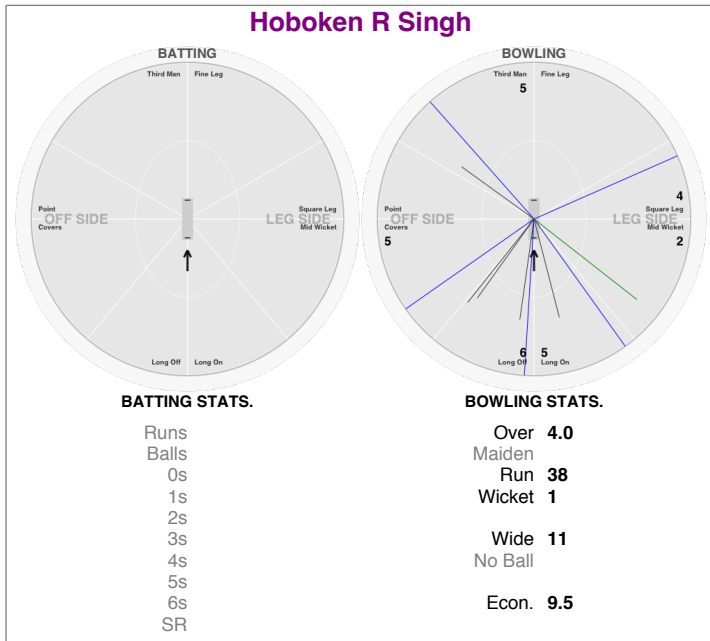 Hoboken R Singh
BATTING
Third Man Fine Leg
Point
OFF SIDE
Covers
Square Leg
LEG SIDE
Mid Wicket
Long Off Long On
BATTING STATS.
Runs
Balls
0s
1s
2s
3s
4s
5s
6s
SR
BOWLING
Third Man Fine Leg
5
4
Point
OFF SIDE
Covers
5
Square Leg
LEG SIDE
Mid Wicket
2
6 5
Long Off Long On
BOWLING STATS.
Over 4.0
Maiden
Run 38
Wicket 1
Wide 11
No Ball
Econ. 9.5